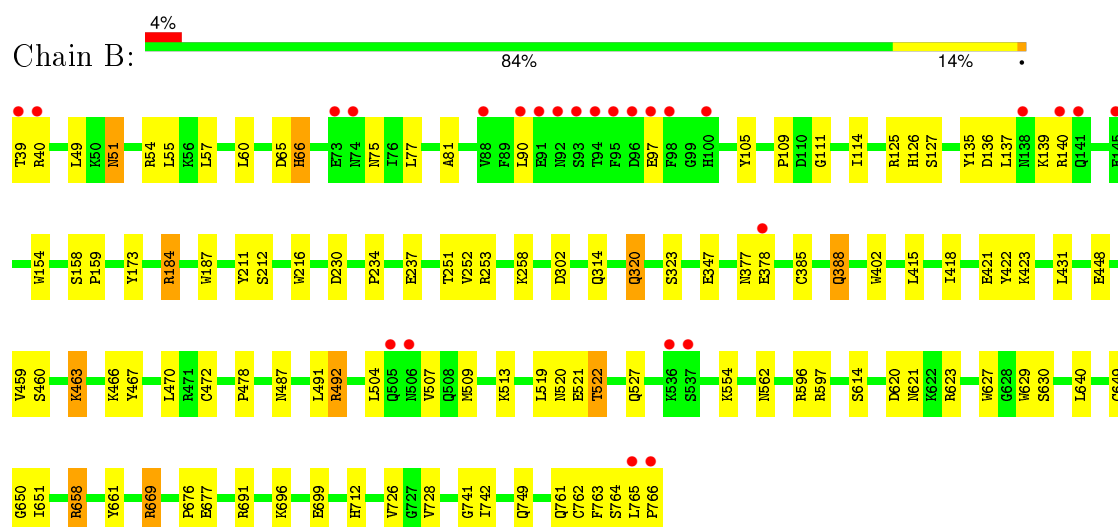 4%
Chain B:
84%
14%
T39 R40 L49 K50 N51 R54 L55 K56 L57 L60 D65 H66 E73 N74 N75 I76 L77 A81 V88 F89 L90 E91 N92 S93 T94 F95 D96 E97 F98 G99 H100 Y105 P109 D110 G111 I114 R125 H126 S127 Y135 D136 L137 N138 K139 R140 Q141 E145
W154 S158 P159 Y173 R184 W187 Y211 S212 W216 D230 P234 E237 T251 V252 R253 K258 D302 Q314 Q320 S323 E347 N377 E378 C385 Q388 W402 L415 I418 E421 Y422 K423 L431 E448
V459 S460 K463 K466 Y467 L470 R471 C472 P478 N487 L491 R492 L504 Q505 N506 V507 Q508 M509 K513 L519 N520 E521 T522 Q527 K536 S537 K554 N562 R596 R597 S614 D620 N621 K622 R623 W627 G628 W629 S630 L640 C649
G650 I651 R658 Y661 R669 P676 E677 R691 K696 E699 H712 V726 G727 V728 G741 I742 Q749 Q761 C762 F763 S764 L765 P766